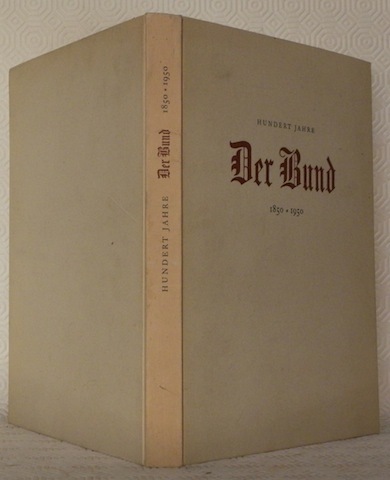 HUNDERT JAHRE Der Bund 1850 • 1950
HUNDERT JAHRE
Der Bund
1850 • 1950